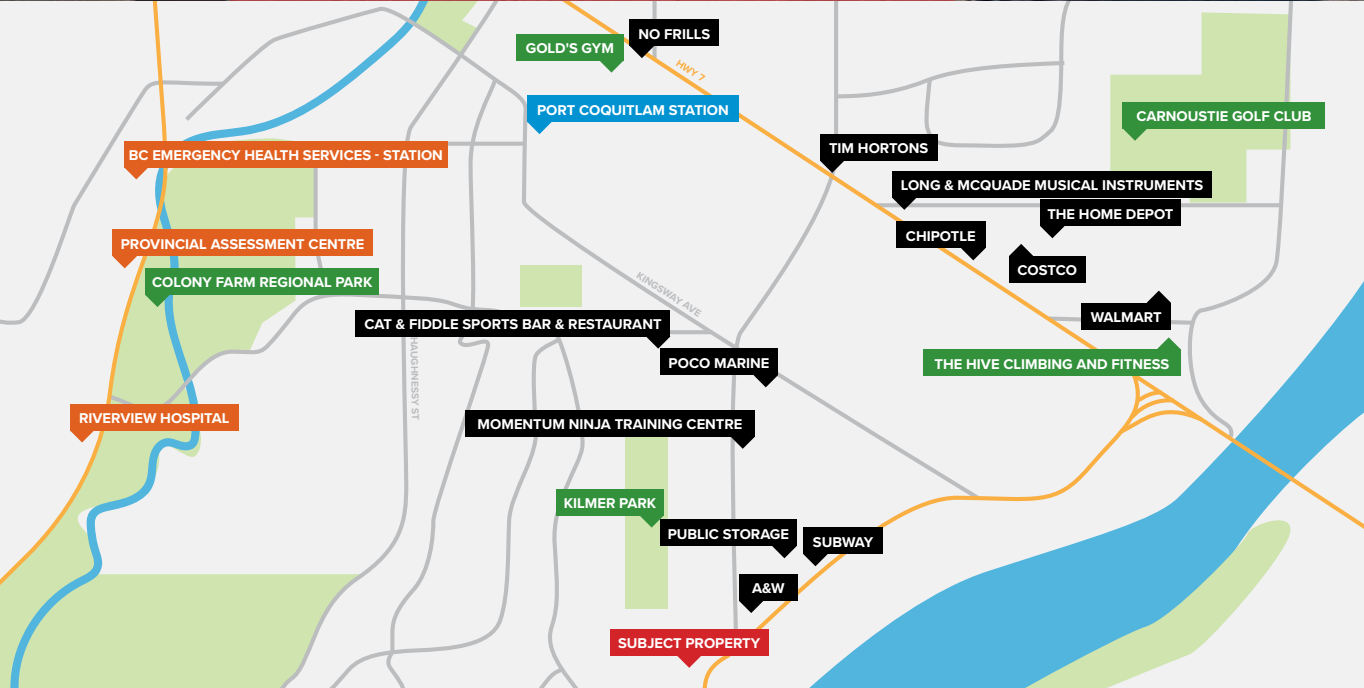 NO FRILLS
GOLD'S GYM
HWY 7
PORT COQUITLAM STATION
CARNOUSTIE GOLF CLUB
TIM HORTONS
BC EMERGENCY HEALTH SERVICES - STATION
LONG & MCQUADE MUSICAL INSTRUMENTS
THE HOME DEPOT
CHIPOTLE
PROVINCIAL ASSESSMENT CENTRE
COSTCO
COLONY FARM REGIONAL PARK
KINGSWAY AVE
WALMART
CAT & FIDDLE SPORTS BAR & RESTAURANT
POCO MARINE
THE HIVE CLIMBING AND FITNESS
HAUGHNESSY ST
RIVERVIEW HOSPITAL
MOMENTUM NINJA TRAINING CENTRE
KILMER PARK
PUBLIC STORAGE
SUBWAY
A&W
SUBJECT PROPERTY